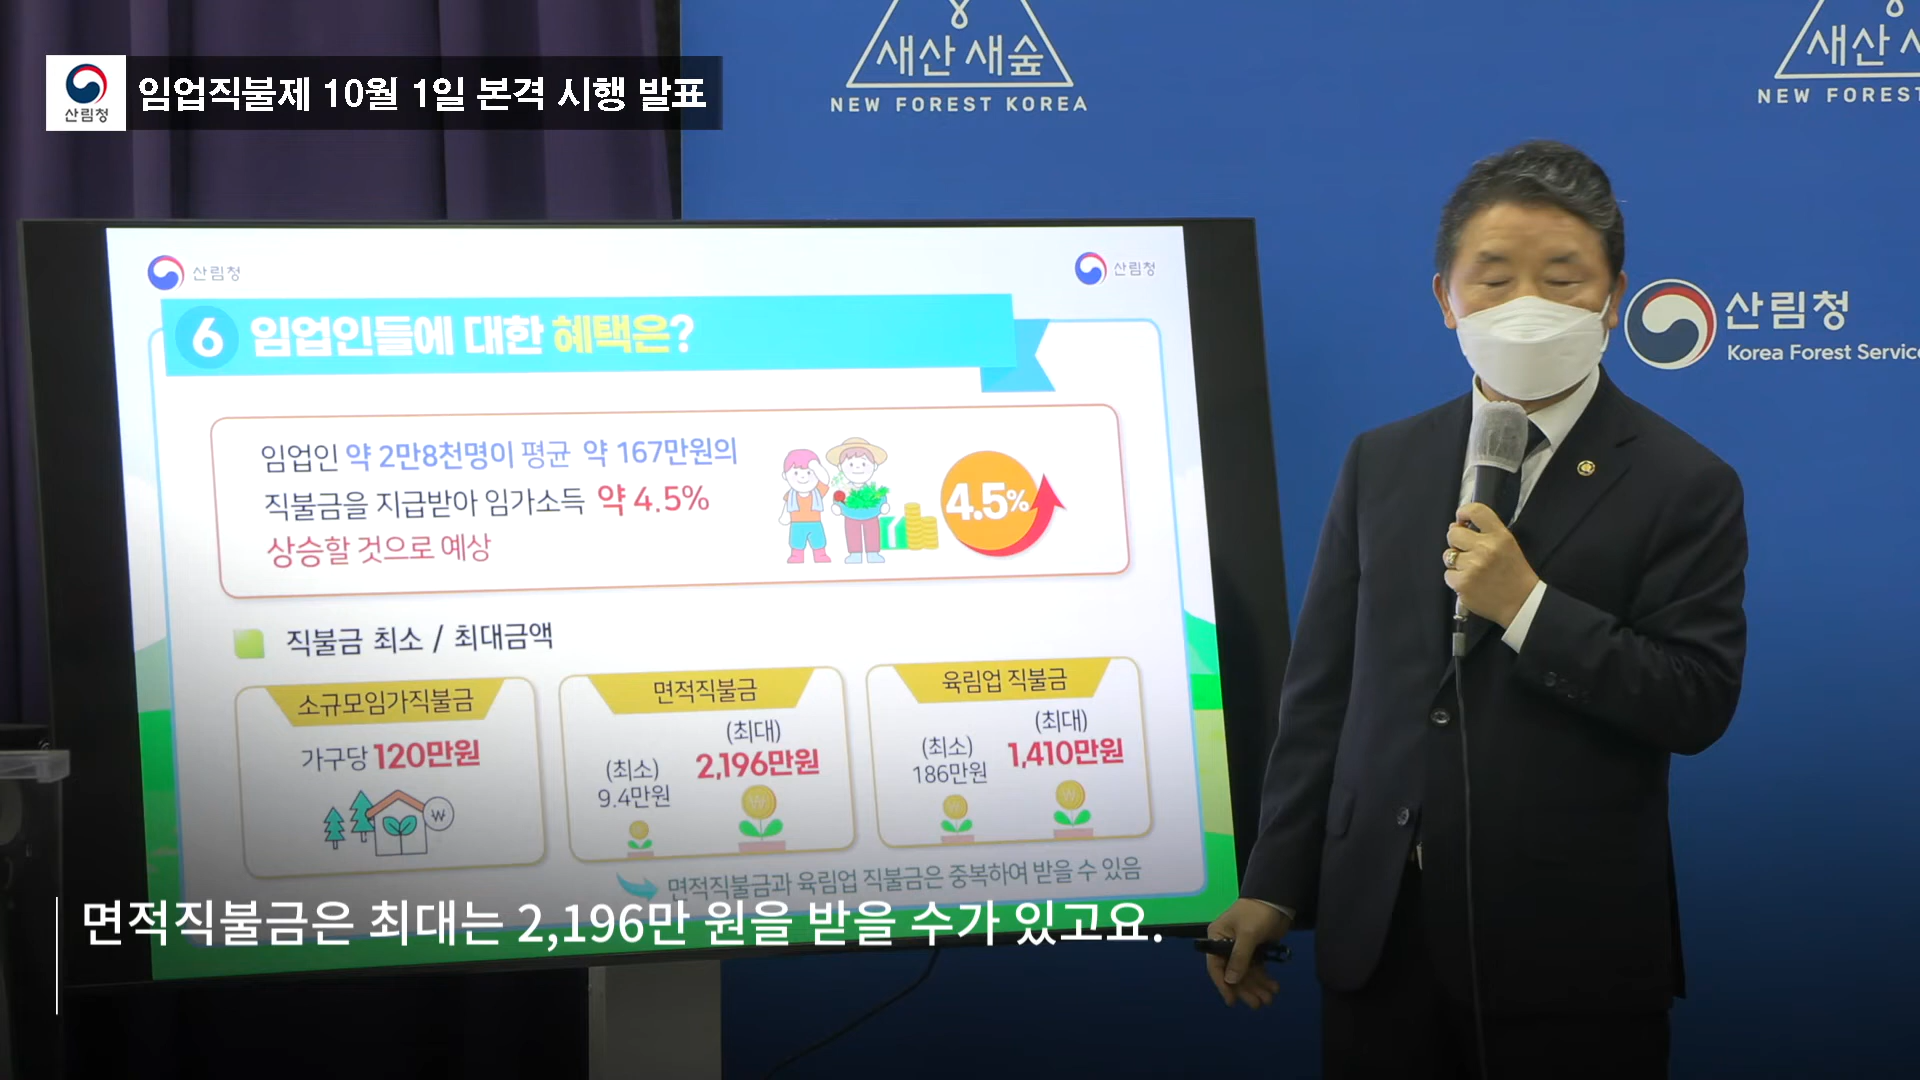 새산새숲
NEW FOREST KOREA
새산
NEW FOREST
산림청
임업직불제 10월 1일 본격 시행 발표
산림청
산림청
6 임업인들에 대한 혜택은?
임업인 약 2만8천명이 평균 약 167만원의
직불금을 지급받아 임가소득 약 4.5%
상승할 것으로 예상
4.5%
직불금 최소 / 최대금액
소규모임가직불금
가구당 120만원
₩
면적직불금
(최소)
9.4만원
(최대)
2,196만원
₩
육림업 직불금
(최소)
186만원
(최대)
1,410만원
₩
면적직불금과 육림업 직불금은 중복하여 받을 수 있음
산림청
Korea Forest Service
면적직불금은 최대는 2,196만 원을 받을 수가 있고요.